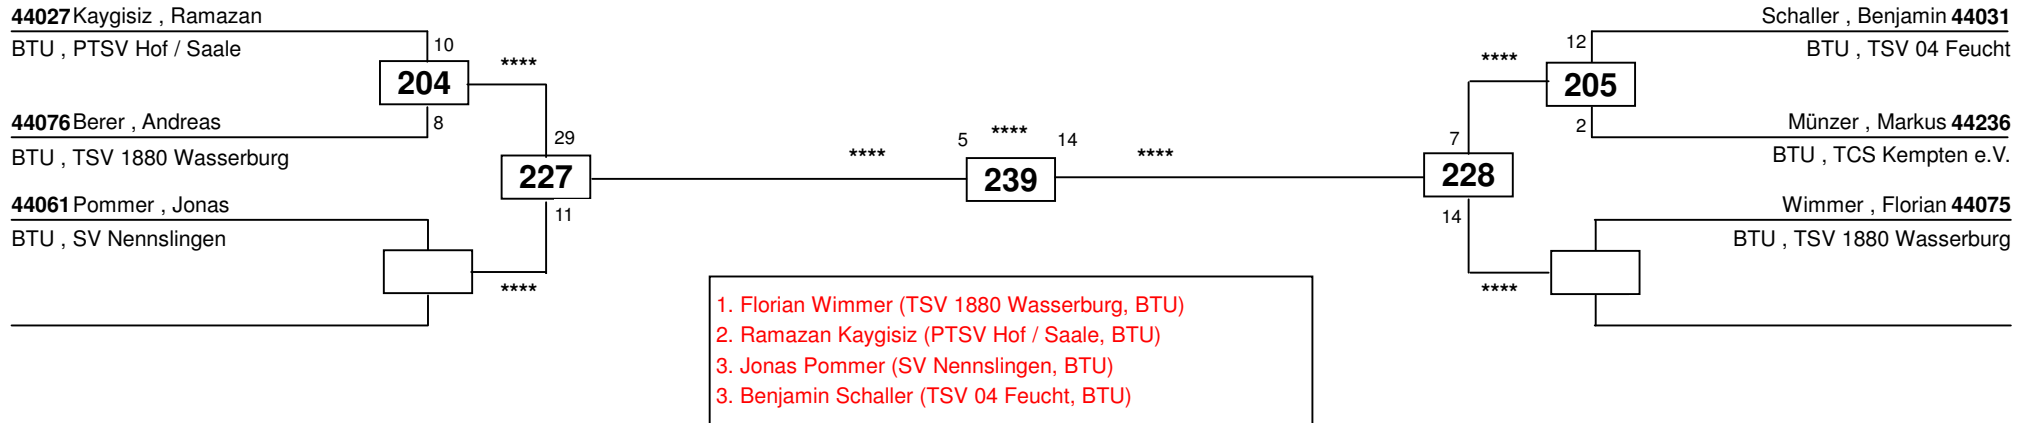 44027 Kaygisiz , Ramazan
BTU , PTSV Hof / Saale
10
204
****
44076 Berer , Andreas
8
BTU , TSV 1880 Wasserburg
29
227
44061 Pommer , Jonas
11
BTU , SV Nennslingen
****
****
5 **** 14
239
****
Schaller , Benjamin 44031
12
BTU , TSV 04 Feucht
****
205
Münzer , Markus 44236
2
7
BTU , TCS Kempten e.V.
228
Wimmer , Florian 44075
14
BTU , TSV 1880 Wasserburg
****
1. Florian Wimmer (TSV 1880 Wasserburg, BTU)
2. Ramazan Kaygisiz (PTSV Hof / Saale, BTU)
3. Jonas Pommer (SV Nennslingen, BTU)
3. Benjamin Schaller (TSV 04 Feucht, BTU)